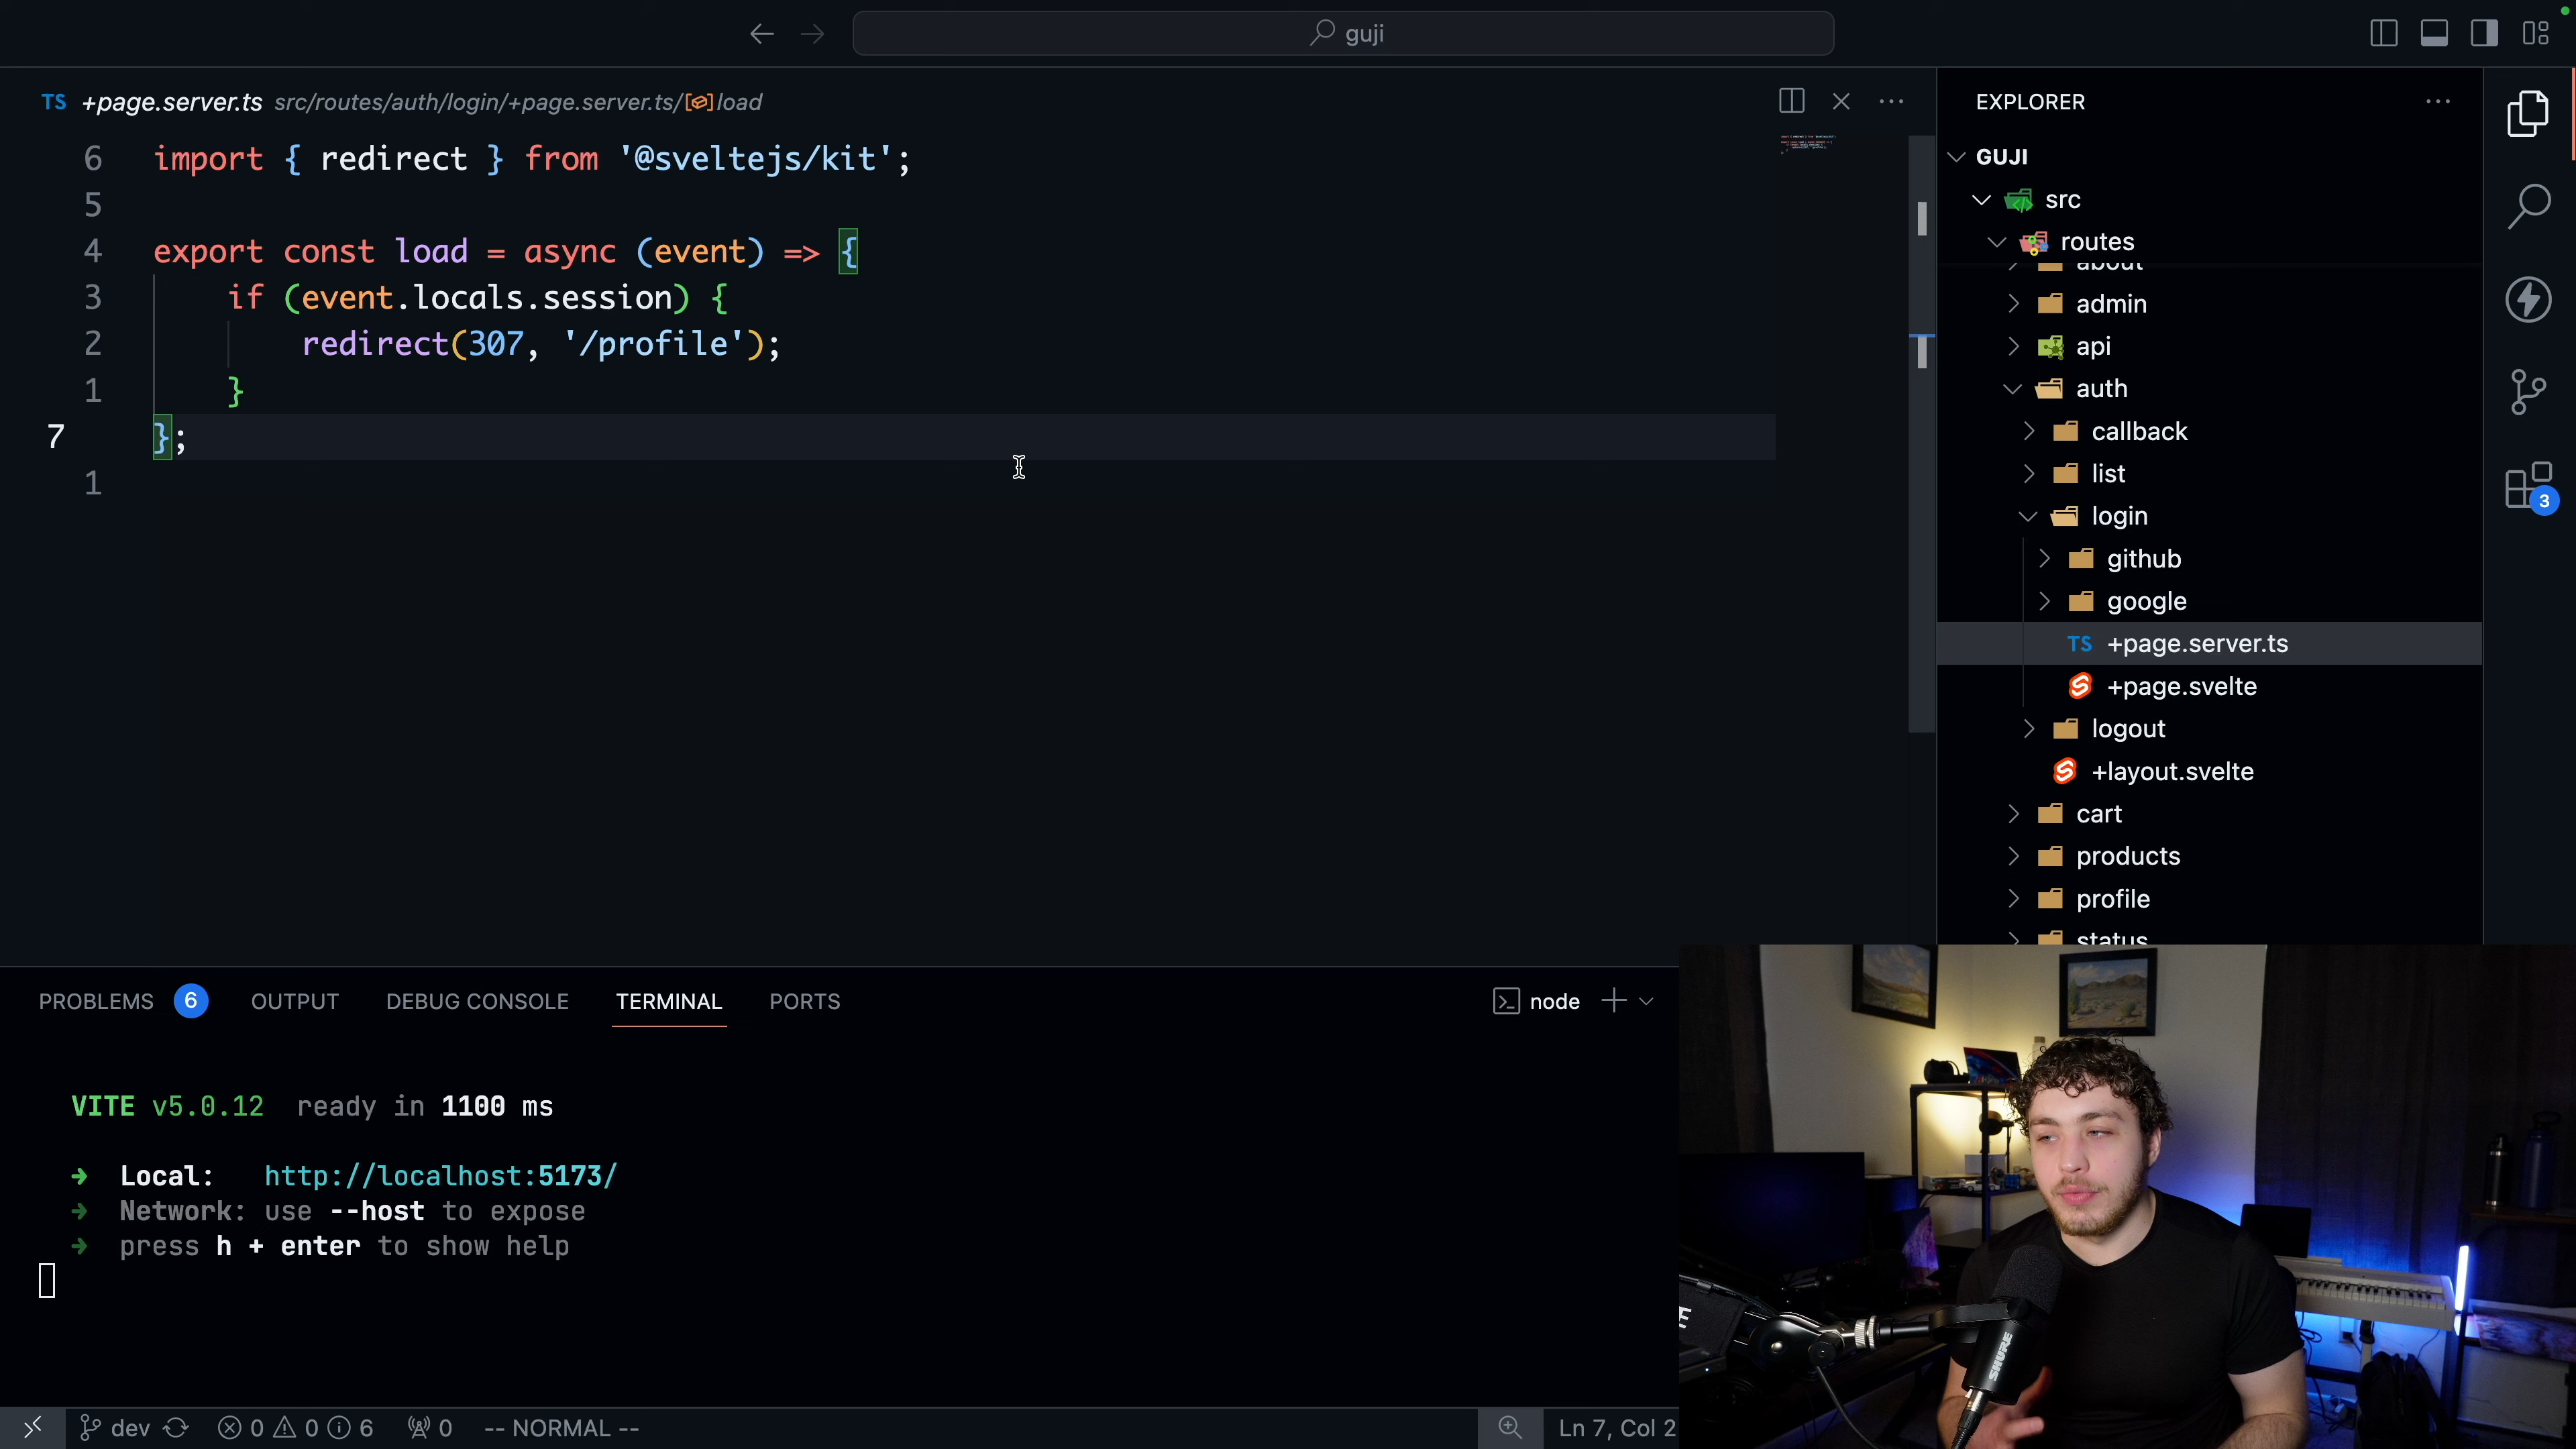 guji
TS +page.server.ts src/routes/auth/login/+page.server.ts/load
6 import { redirect } from '@sveltejs/kit';
5
4 export const load = async (event) => {
3 if (event.locals.session) {
2 redirect(307, '/profile');
1 }
7 };
1
EXPLORER
GUJI
src
routes
about
admin
api
auth
callback
list
login
github
google
TS +page.server.ts
+page.svelte
logout
+layout.svelte
cart
products
profile
status
3
PROBLEMS 6 OUTPUT DEBUG CONSOLE TERMINAL PORTS
node
VITE v5.0.12 ready in 1100 ms
➜ Local: http://localhost:5173/
➜ Network: use --host to expose
➜ press h + enter to show help
SHURE
dev 0 0 6 0 -- NORMAL -- Ln 7, Col 2